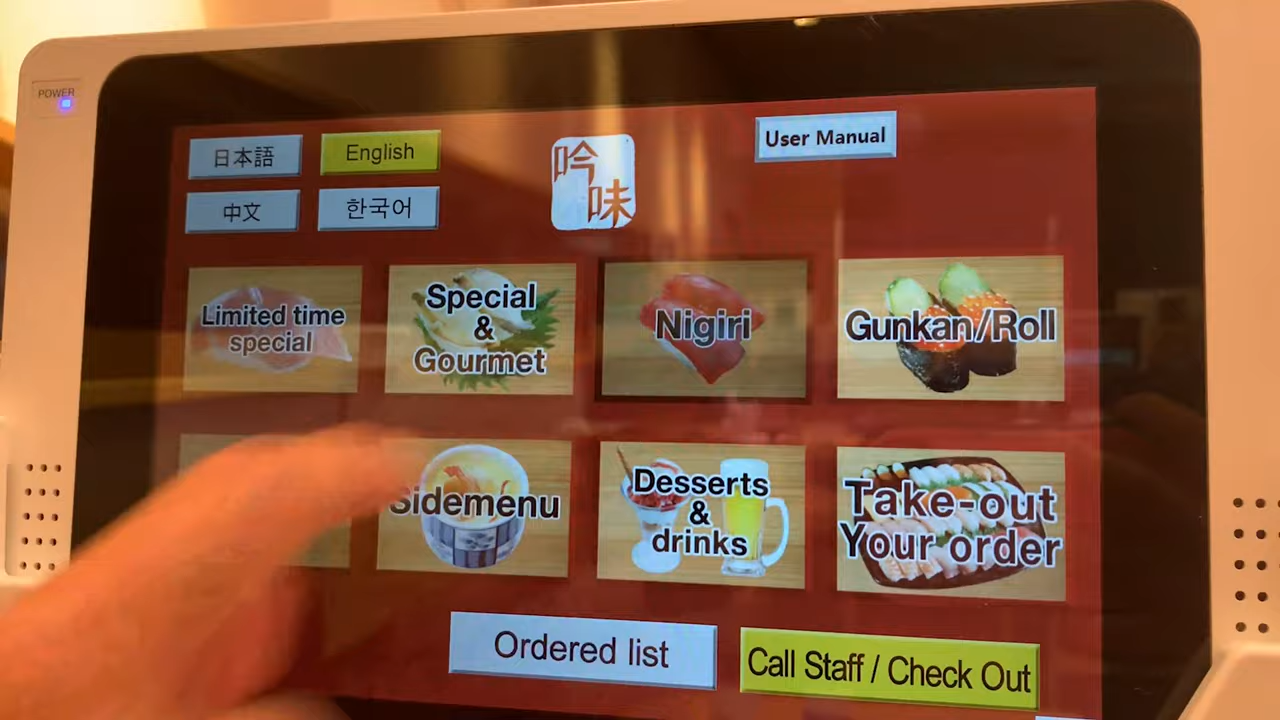 POWER
日本語
English
User Manual
中文
한국어
吟
味
Limited time
special
Special
&
Gourmet
Nigiri
Gunkan/Roll
Sidemenu
Desserts
&
drinks
Take-out
Your order
Ordered list
Call Staff / Check Out